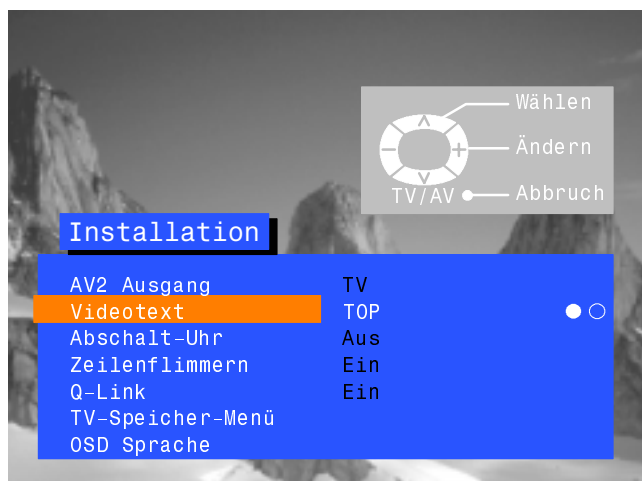 Wählen
Ändern
TV/AV Abbruch
Installation
AV2 Ausgang TV
Videotext TOP
Abschalt-Uhr Aus
Zeilenflimmern Ein
Q-Link Ein
TV-Speicher-Menü
OSD Sprache